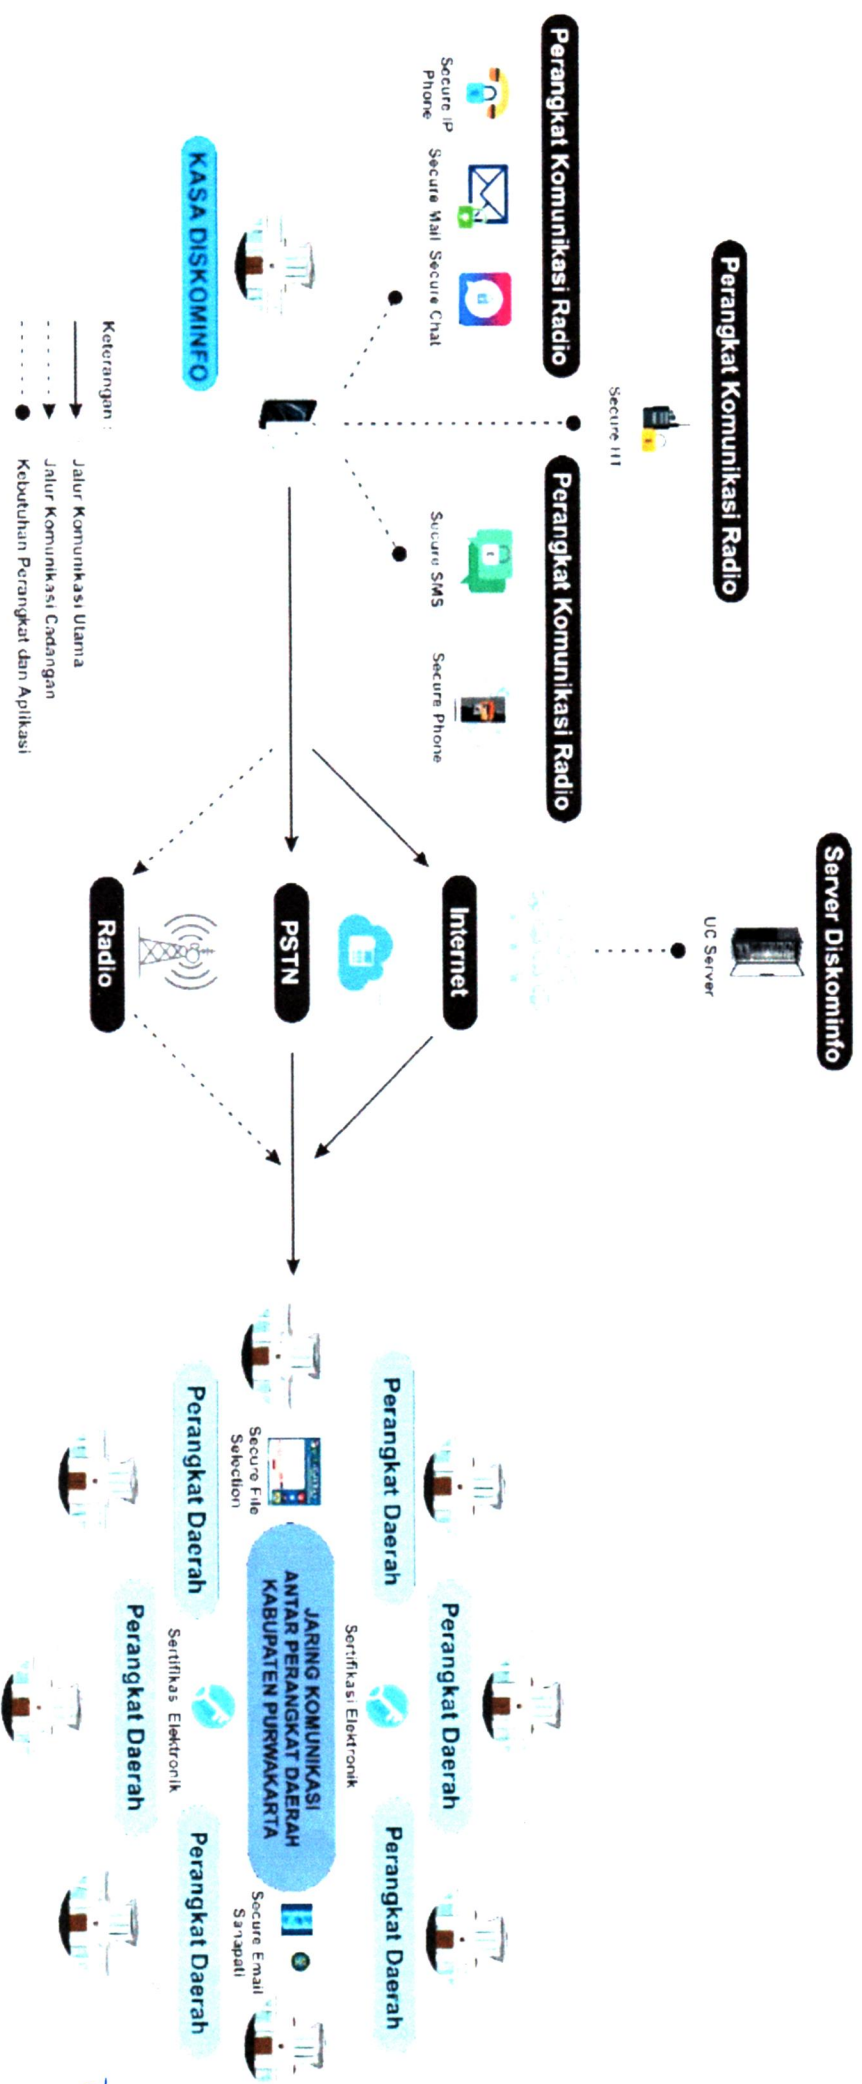 Server Diskominfo
UC Server
Perangkat Komunikasi Radio
Secure HT
Perangkat Komunikasi Radio
Secure IP
Phone
Secure Mail
Secure Chat
Perangkat Komunikasi Radio
Secure SMS
Secure Phone
KASA DISKOMINFO
Internet
PSTN
Radio
Perangkat Daerah
Perangkat Daerah
Perangkat Daerah
Sertifikasi Elektronik
Secure File
Selection
JARING KOMUNIKASI
ANTAR PERANGKAT DAERAH
KABUPATEN PURWAKARTA
Secure Email
Sanapati
Sertifikas Elektronik
Perangkat Daerah
Perangkat Daerah
Perangkat Daerah
Keterangan :
Jalur Komunikasi Utama
Jalur Komunikasi Cadangan
Kebutuhan Perangkat dan Aplikasi